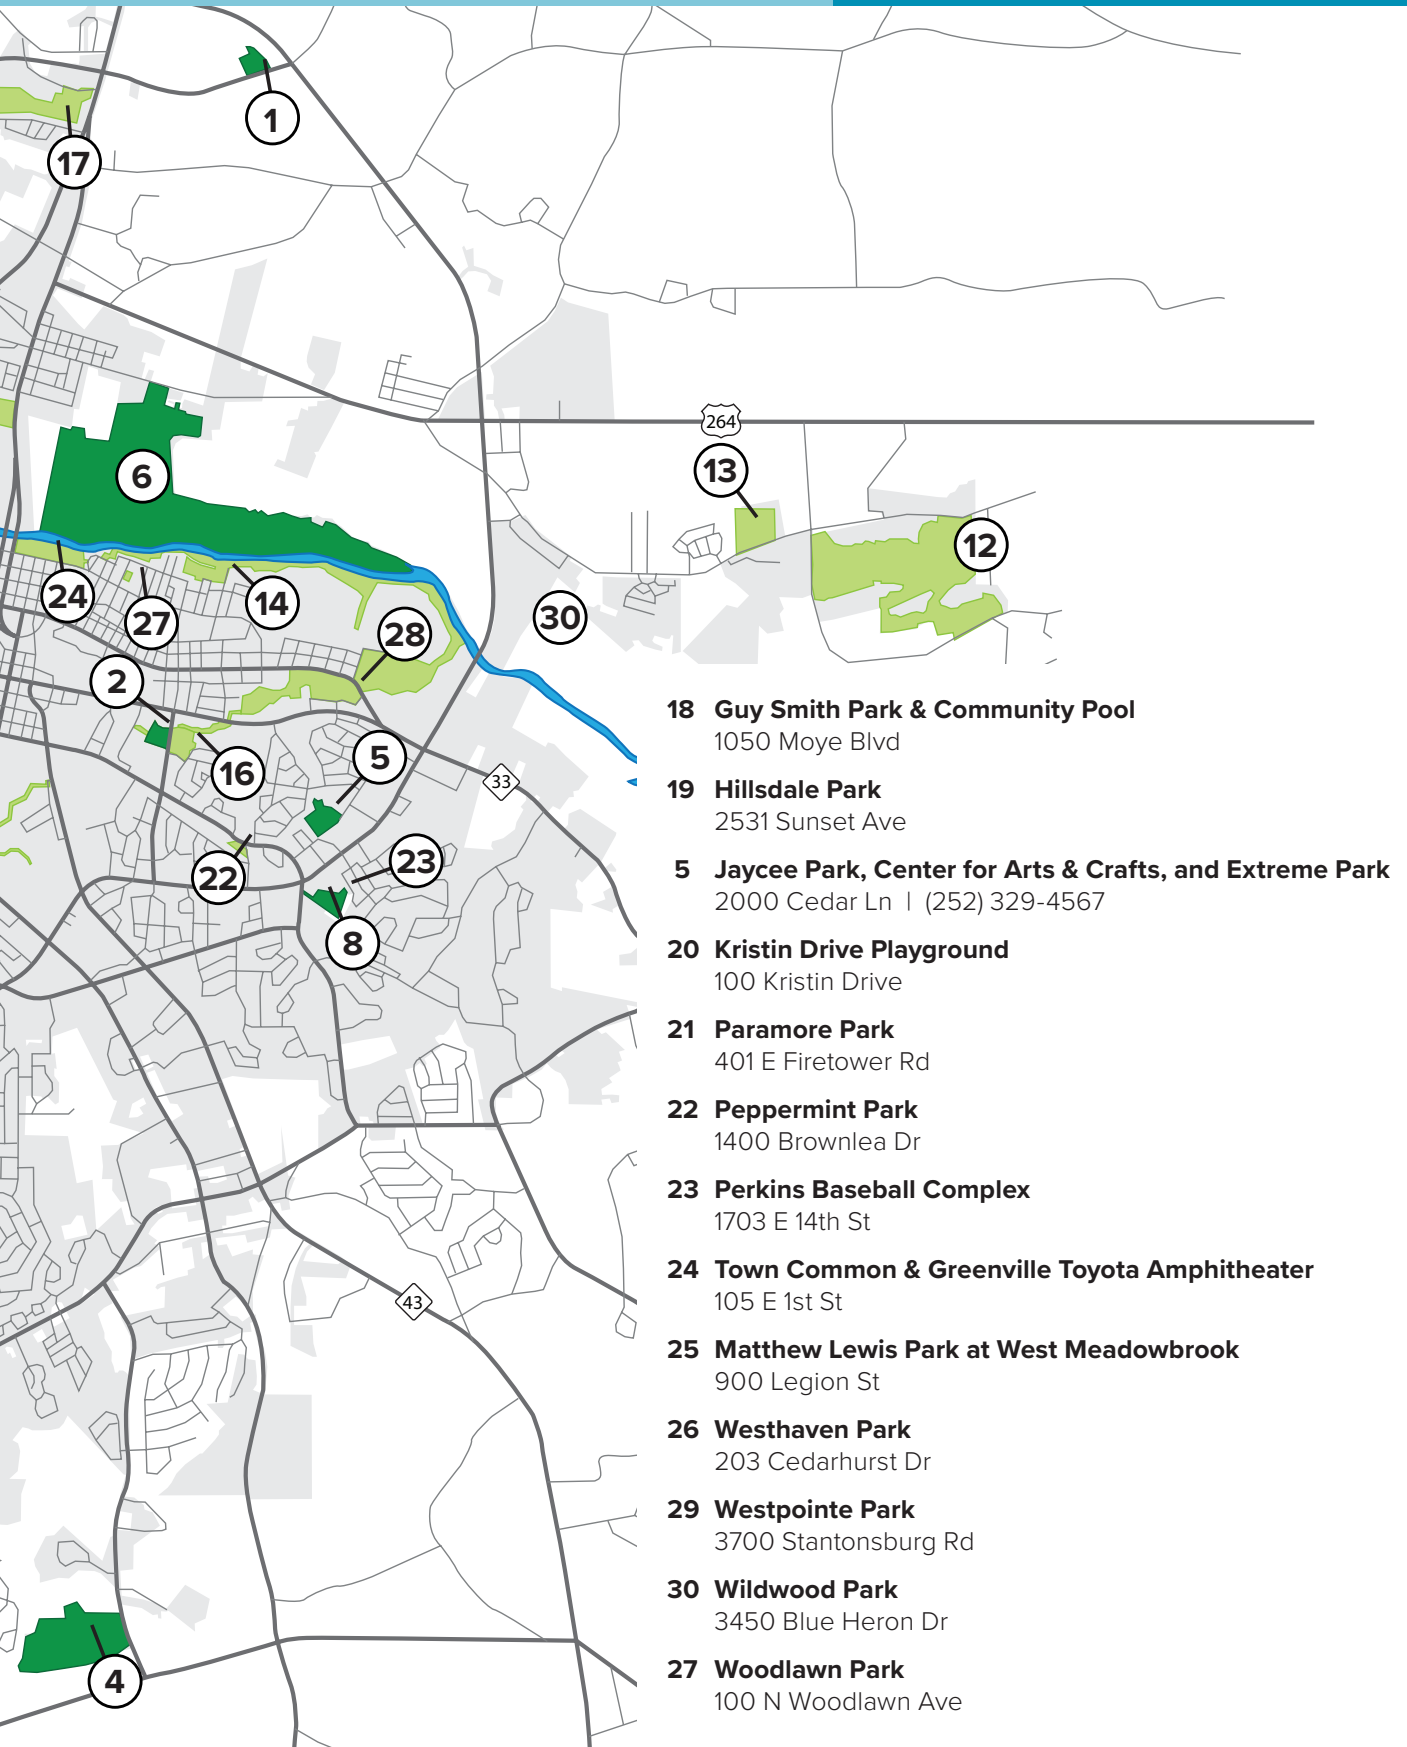 1
17
264
13
6
12
24
27
14
28
30
2
16
5
33
22
23
8
43
4
18 Guy Smith Park & Community Pool
1050 Moye Blvd
19 Hillsdale Park
2531 Sunset Ave
5 Jaycee Park, Center for Arts & Crafts, and Extreme Park
2000 Cedar Ln | (252) 329-4567
20 Kristin Drive Playground
100 Kristin Drive
21 Paramore Park
401 E Firetower Rd
22 Peppermint Park
1400 Brownlea Dr
23 Perkins Baseball Complex
1703 E 14th St
24 Town Common & Greenville Toyota Amphitheater
105 E 1st St
25 Matthew Lewis Park at West Meadowbrook
900 Legion St
26 Westhaven Park
203 Cedarhurst Dr
29 Westpointe Park
3700 Stantonsburg Rd
30 Wildwood Park
3450 Blue Heron Dr
27 Woodlawn Park
100 N Woodlawn Ave